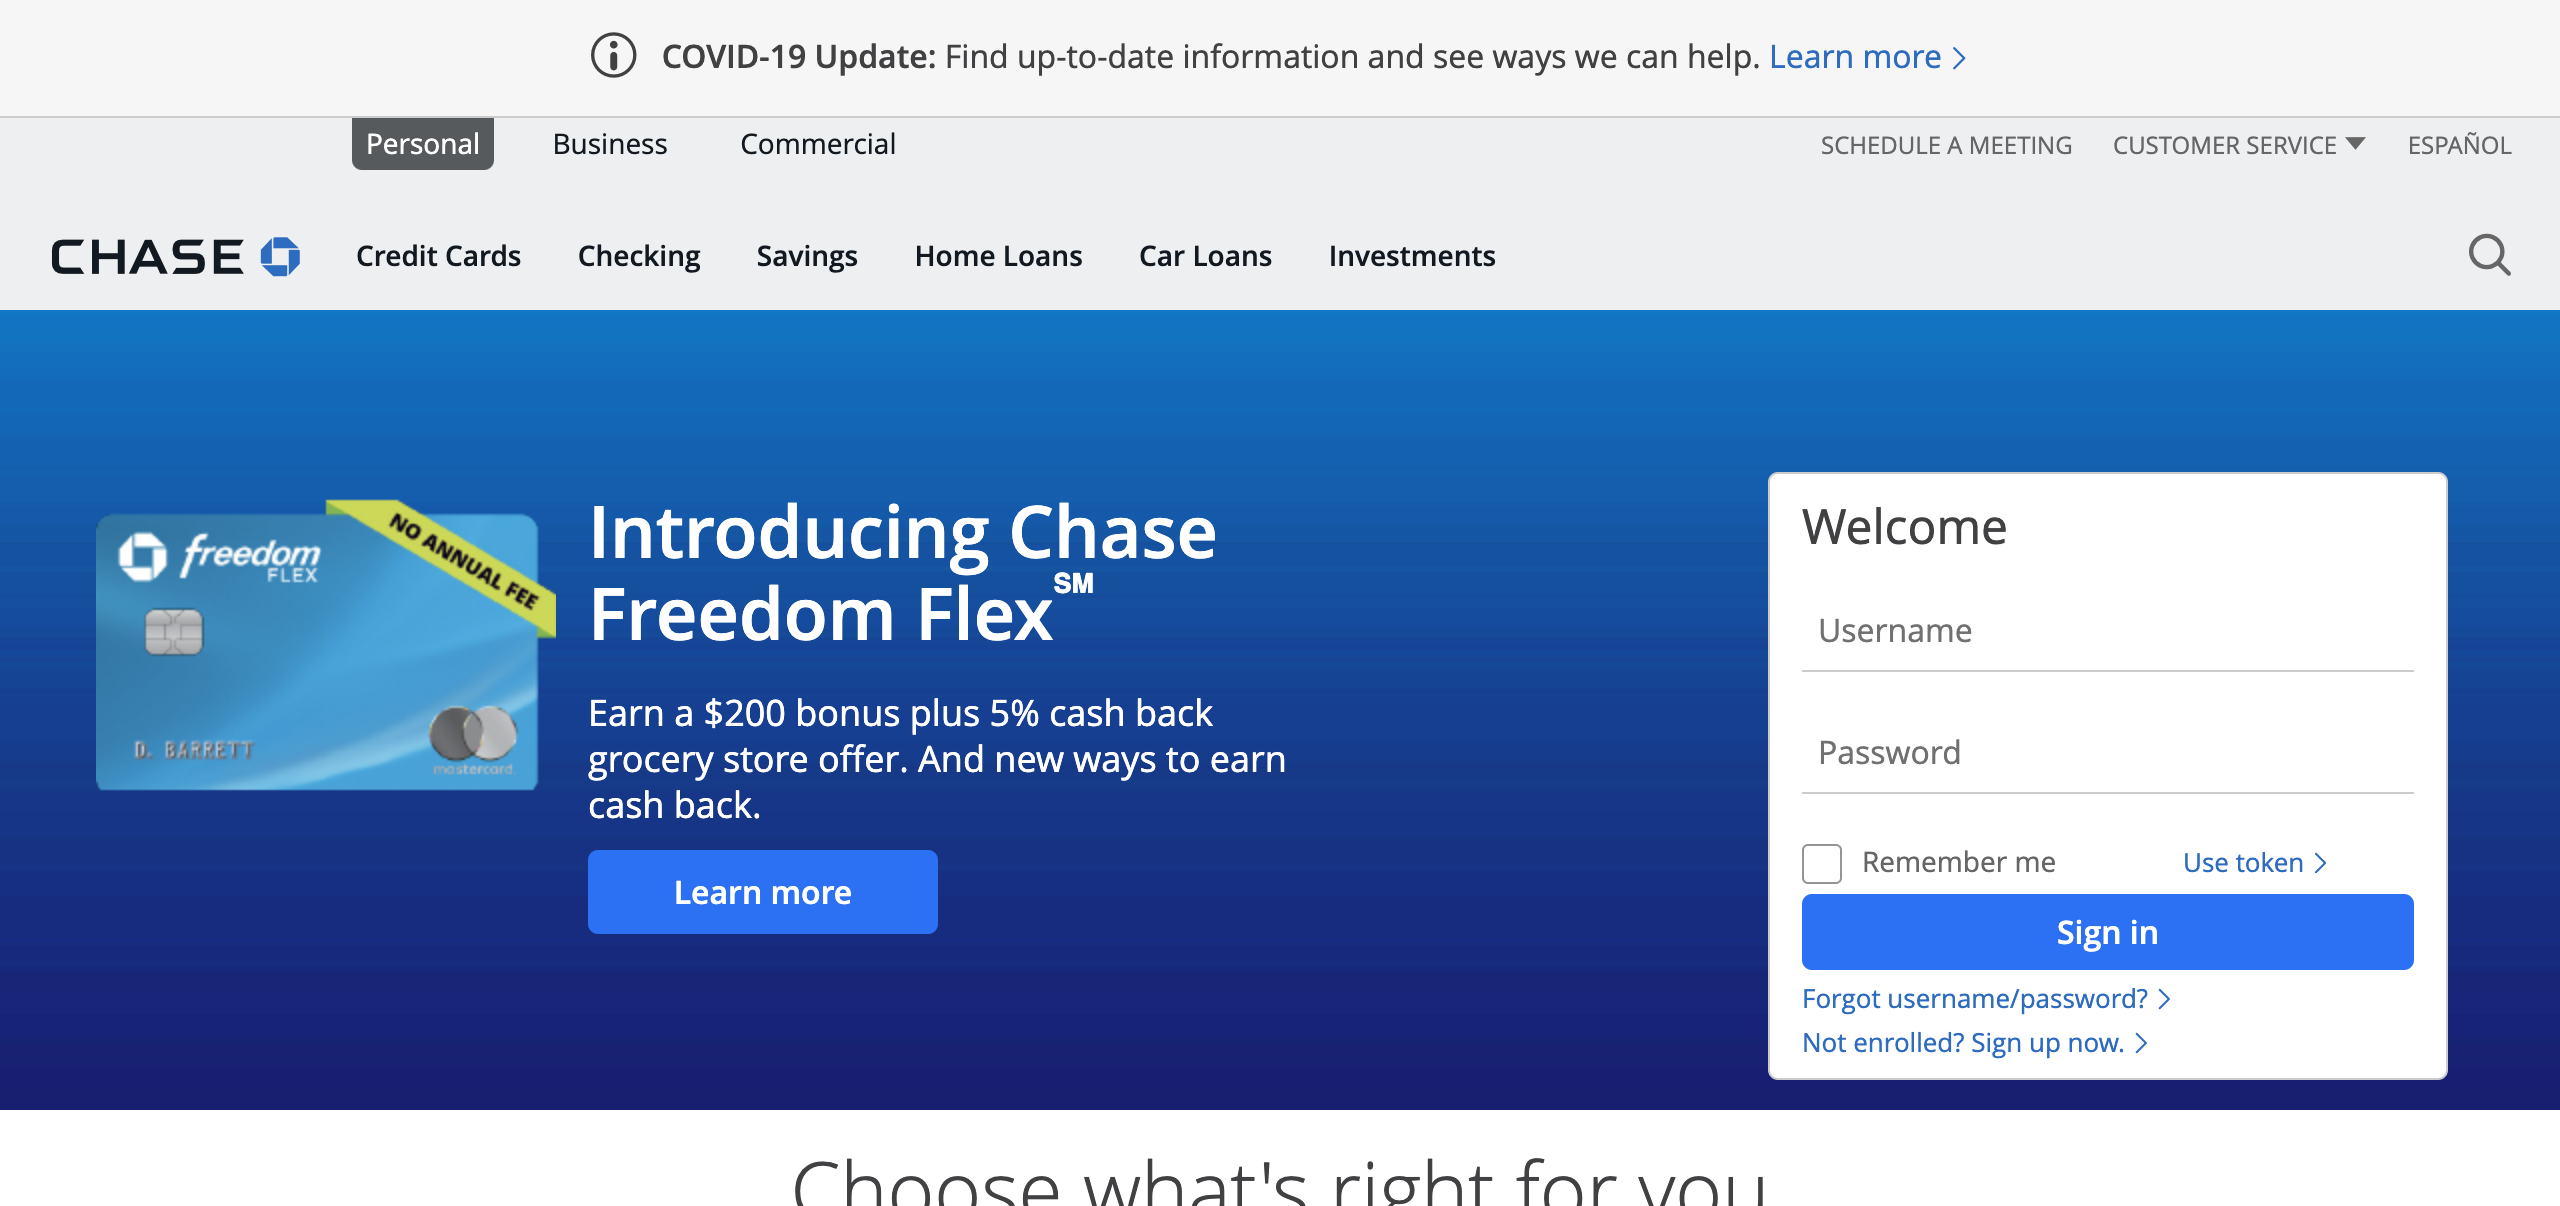 COVID-19 Update: Find up-to-date information and see ways we can help. Learn more
Personal Business Commercial SCHEDULE A MEETING CUSTOMER SERVICE ESPAÑOL
CHASE Credit Cards Checking Savings Home Loans Car Loans Investments
freedom
FLEX
NO ANNUAL FEE
D. BARRETT
mastercard.
Introducing Chase
Freedom Flex℠
Earn a $200 bonus plus 5% cash back
grocery store offer. And new ways to earn
cash back.
Learn more
Welcome
Username
Password
Remember me Use token
Sign in
Forgot username/password?
Not enrolled? Sign up now.
Choose what's right for you